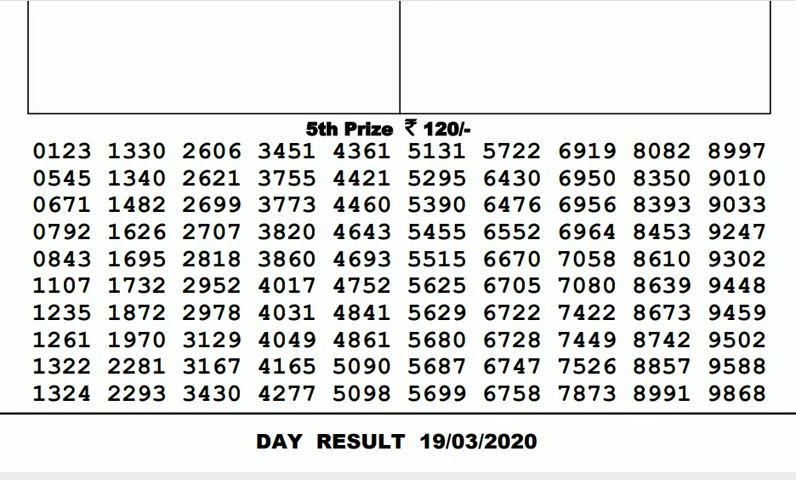 5th Prize ₹ 120/-
0123 1330 2606 3451 4361 5131 5722 6919 8082 8997
0545 1340 2621 3755 4421 5295 6430 6950 8350 9010
0671 1482 2699 3773 4460 5390 6476 6956 8393 9033
0792 1626 2707 3820 4643 5455 6552 6964 8453 9247
0843 1695 2818 3860 4693 5515 6670 7058 8610 9302
1107 1732 2952 4017 4752 5625 6705 7080 8639 9448
1235 1872 2978 4031 4841 5629 6722 7422 8673 9459
1261 1970 3129 4049 4861 5680 6728 7449 8742 9502
1322 2281 3167 4165 5090 5687 6747 7526 8857 9588
1324 2293 3430 4277 5098 5699 6758 7873 8991 9868
DAY RESULT 19/03/2020